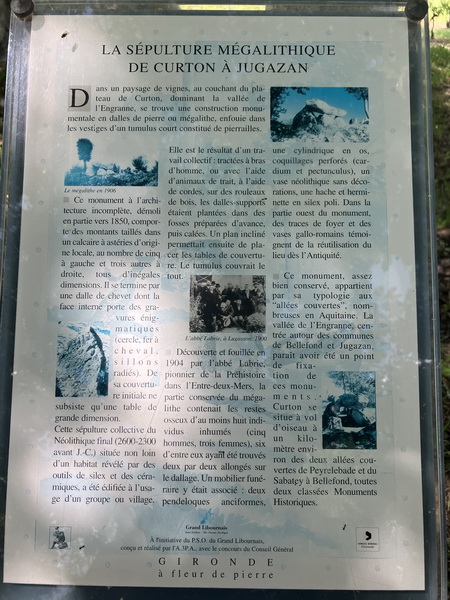 LA SÉPULTURE MÉGALITHIQUE
DE CURTON À JUGAZAN
Dans un paysage de vignes, au couchant du pla-
teau de Curton, dominant la vallée de
l'Engranne, se trouve une construction monu-
mentale en dalles de pierre ou mégalithe, enfouie dans
les vestiges d'un tumulus court constitué de pierrailles.
Le mégalithe en 1906
■ Ce monument à l'archi-
tecture incomplète, démoli
en partie vers 1850, compor-
te des montants taillés dans
un calcaire à astéries d'origi-
ne locale, au nombre de cinq
à gauche et trois autres à
droite, tous d'inégales
dimensions. Il se termine par
une dalle de chevet dont la
face interne porte des gra-
vures énig-
matiques
(cercle, fer à
cheval,
sillons
radiés). De
sa couvertu-
re initiale ne
subsiste qu'une table de
grande dimension.
Cette sépulture collective du
Néolithique final (2600-2300
avant J.-C.) située non loin
d'un habitat révélé par des
outils de silex et des céra-
miques, a été édifiée à l'usa-
ge d'un groupe ou village.
Elle est le résultat d'un tra-
vail collectif : tractées à bras
d'homme, ou avec l'aide
d'animaux de trait, à l'aide
de cordes, sur des rouleaux
de bois, les dalles-supports
étaient plantées dans des
fosses préparées d'avance,
puis calées. Un plan incliné
permettait ensuite de pla-
cer les tables de couvertu-
re. Le tumulus couvrait le
tout.
L'abbé Labrie, à Lugasson 1900
■ Découverte et fouillée en
1904 par l'abbé Labrie,
pionnier de la Préhistoire
dans l'Entre-deux-Mers, la
partie conservée du méga-
lithe contenait les restes
osseux d'au moins huit indi-
vidus inhumés (cinq
hommes, trois femmes), six
d'entre eux ayant été trouvés
deux par deux allongés sur
le dallage. Un mobilier funé-
raire y était associé : deux
pendeloques arciformes,
une cylindrique en os,
coquillages perforés (car-
dium et pectunculus), un
vase néolithique sans déco-
rations, une hache et hermi-
nette en silex poli. Dans la
partie ouest du monument,
des traces de foyer et des
vases gallo-romains témoi-
gnent de la réutilisation du
lieu dès l'Antiquité.
■ Ce monument, assez
bien conservé, appartient
par sa typologie aux
"allées couvertes", nom-
breuses en Aquitaine. La
vallée de l'Engranne, cen-
trée autour des communes
de Bellefond et Jugazan,
paraît avoir été un point
de fixa-
tion de
ces monu-
ments.
Curton se
situe à vol
d'oiseau à
un kilo-
mètre envi-
ron des deux allées cou-
vertes de Peyrelebade et du
Sabatey à Bellefond, toutes
deux classées Monuments
Historiques.
Grand Libournais
À l'initiative du P.S.O. du Grand Libournais,
conçu et réalisé par l'A.3P.A., avec le concours du Conseil Général
GIRONDE
à fleur de pierre